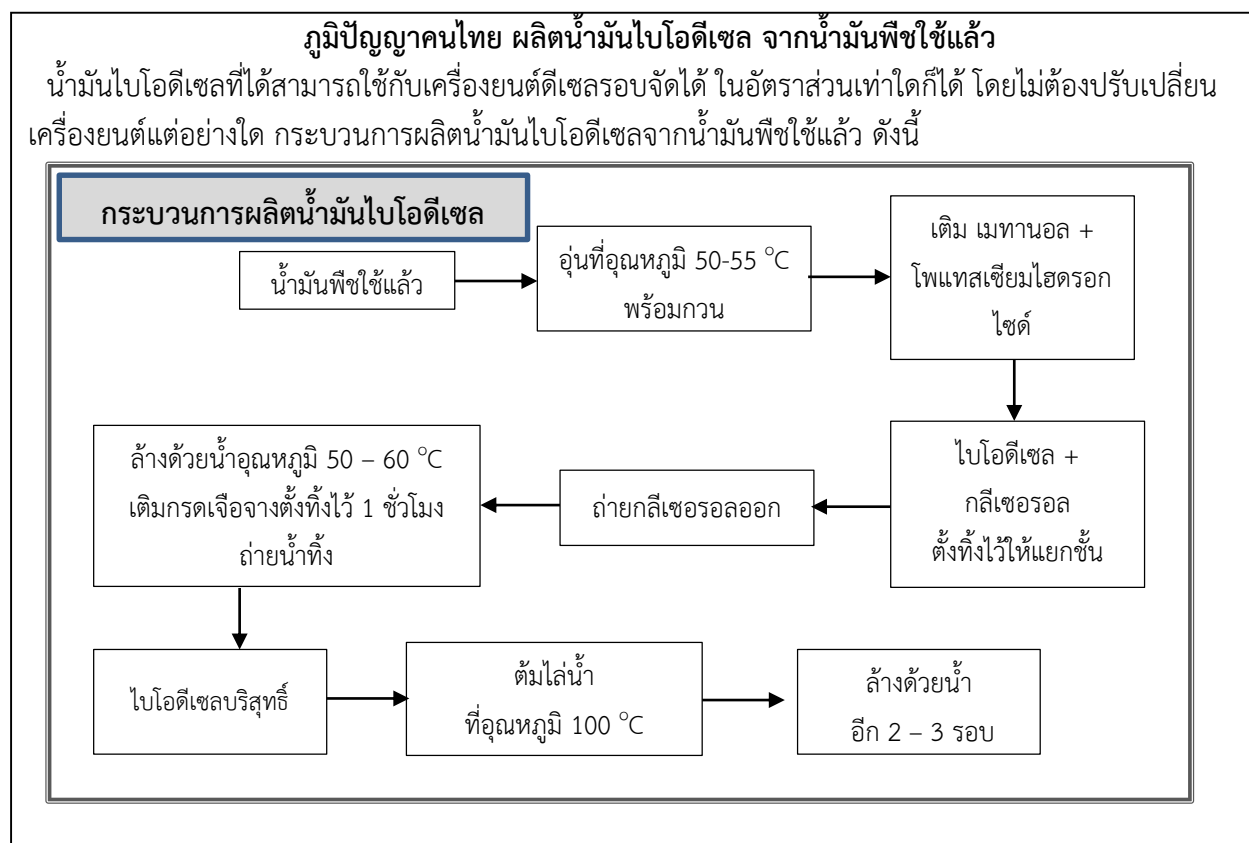 ภูมิปัญญาคนไทย ผลิตน้ำมันไบโอดีเซล จากน้ำมันพืชใช้แล้ว
น้ำมันไบโอดีเซลที่ได้สามารถใช้กับเครื่องยนต์ดีเซลรอบจัดได้ ในอัตราส่วนเท่าใดก็ได้ โดยไม่ต้องปรับเปลี่ยน
เครื่องยนต์แต่อย่างใด กระบวนการผลิตน้ำมันไบโอดีเซลจากน้ำมันพืชใช้แล้ว ดังนี้
กระบวนการผลิตน้ำมันไบโอดีเซล
น้ำมันพืชใช้แล้ว
อุ่นที่อุณหภูมิ 50-55 °C
พร้อมกวน
เติม เมทานอล +
โพแทสเซียมไฮดรอก
ไซด์
ไบโอดีเซล +
กลีเซอรอล
ตั้งทิ้งไว้ให้แยกชั้น
ถ่ายกลีเซอรอลออก
ล้างด้วยน้ำอุณหภูมิ 50 – 60 °C
เติมกรดเจือจางตั้งทิ้งไว้ 1 ชั่วโมง
ถ่ายน้ำทิ้ง
ไบโอดีเซลบริสุทธิ์
ต้มไล่น้ำ
ที่อุณหภูมิ 100 °C
ล้างด้วยน้ำ
อีก 2 – 3 รอบ